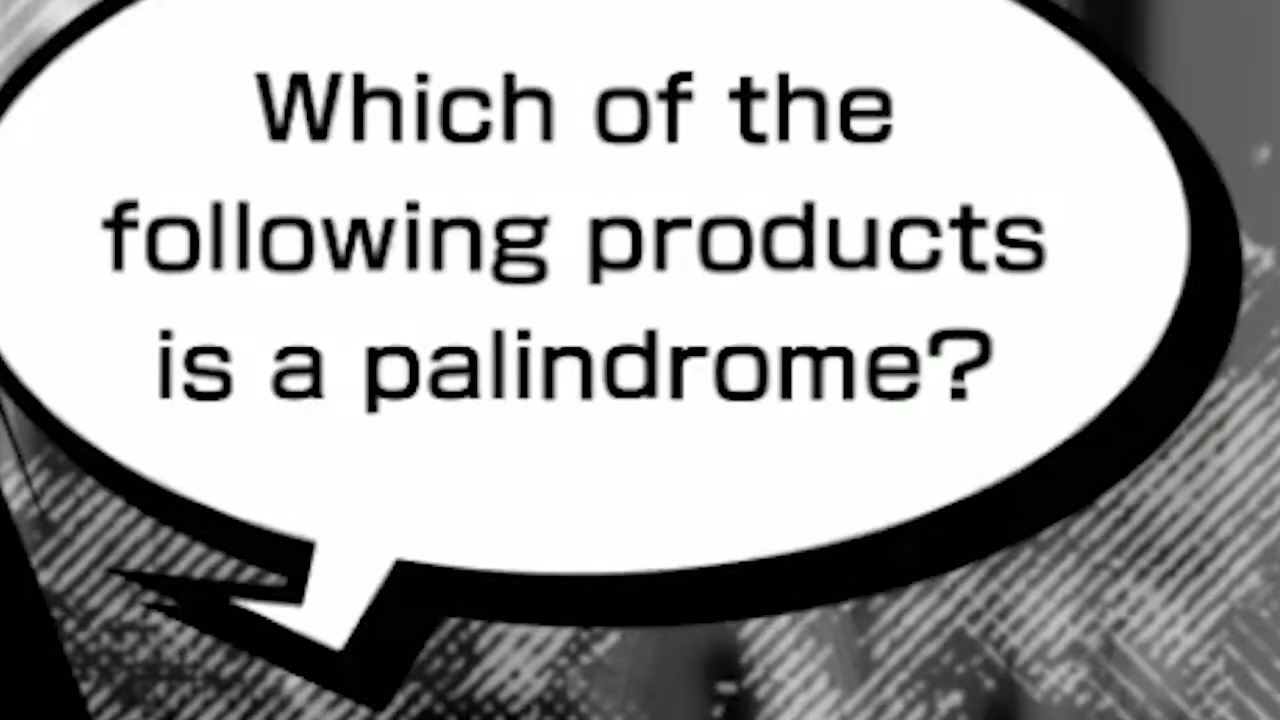 Which of the
following products
is a palindrome?